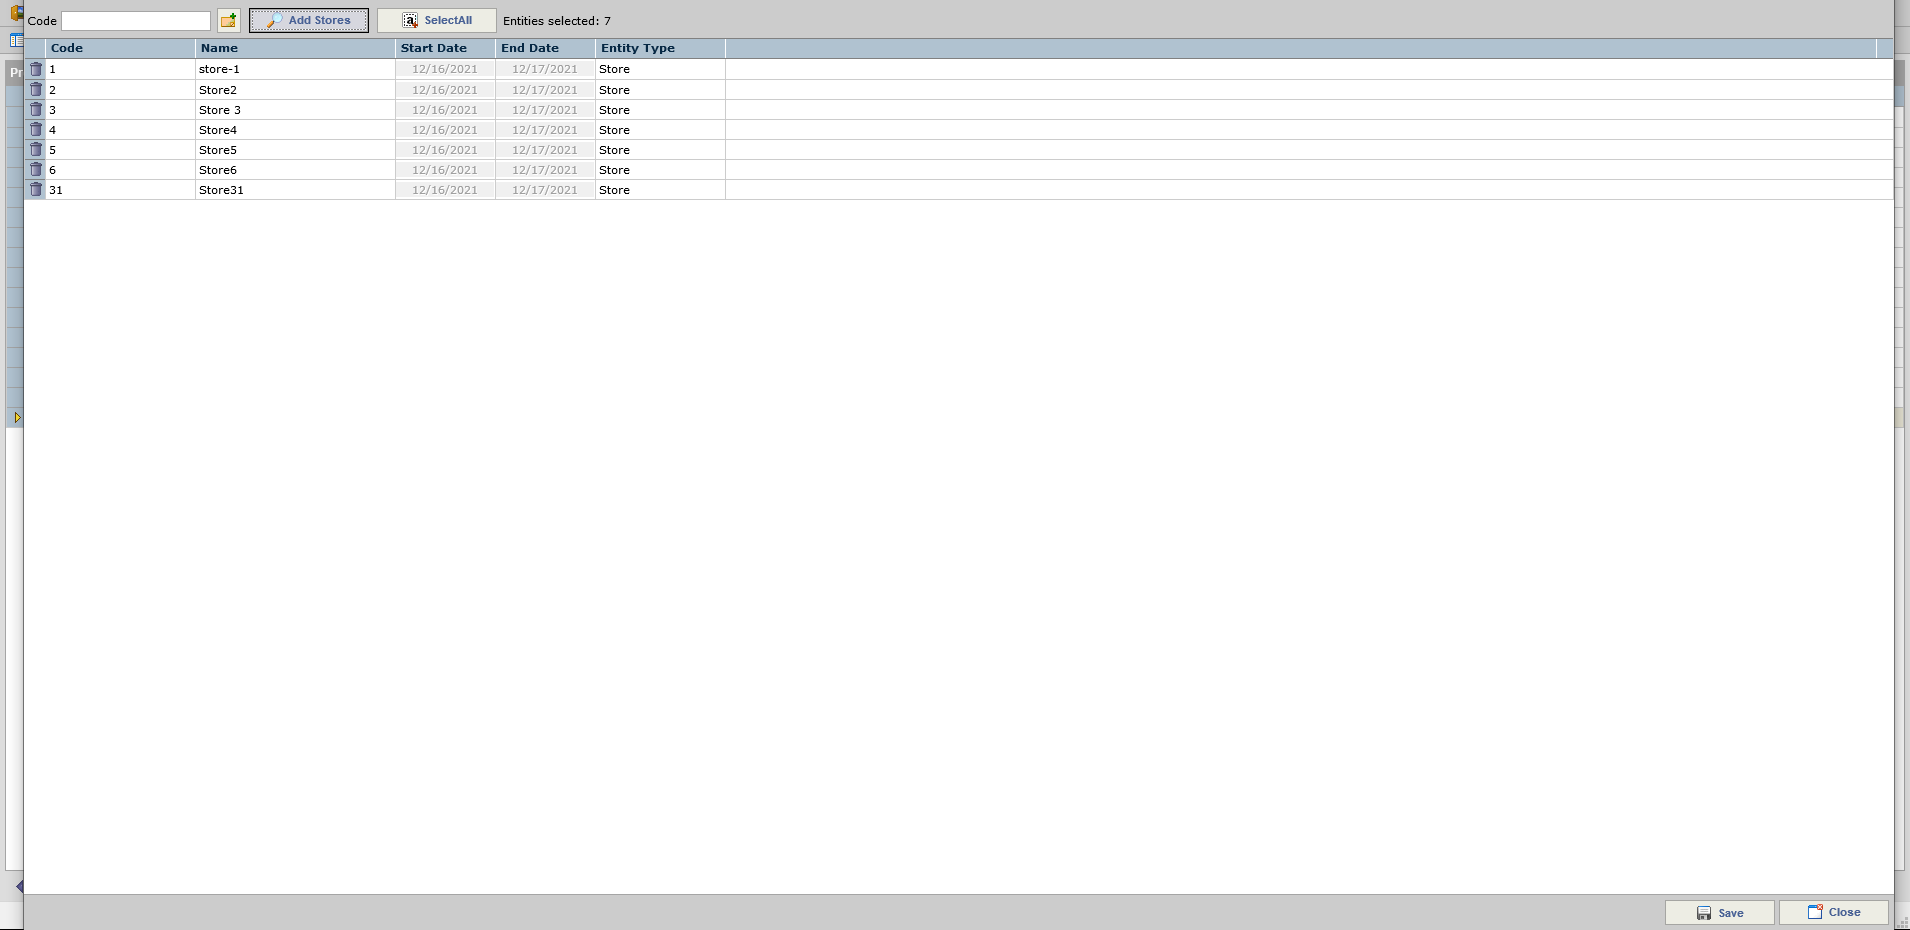 Code Add Stores SelectAll Entities selected: 7
Code Name Start Date End Date Entity Type
1 store-1 12/16/2021 12/17/2021 Store
2 Store2 12/16/2021 12/17/2021 Store
3 Store 3 12/16/2021 12/17/2021 Store
4 Store4 12/16/2021 12/17/2021 Store
5 Store5 12/16/2021 12/17/2021 Store
6 Store6 12/16/2021 12/17/2021 Store
31 Store31 12/16/2021 12/17/2021 Store
Pr
Save Close